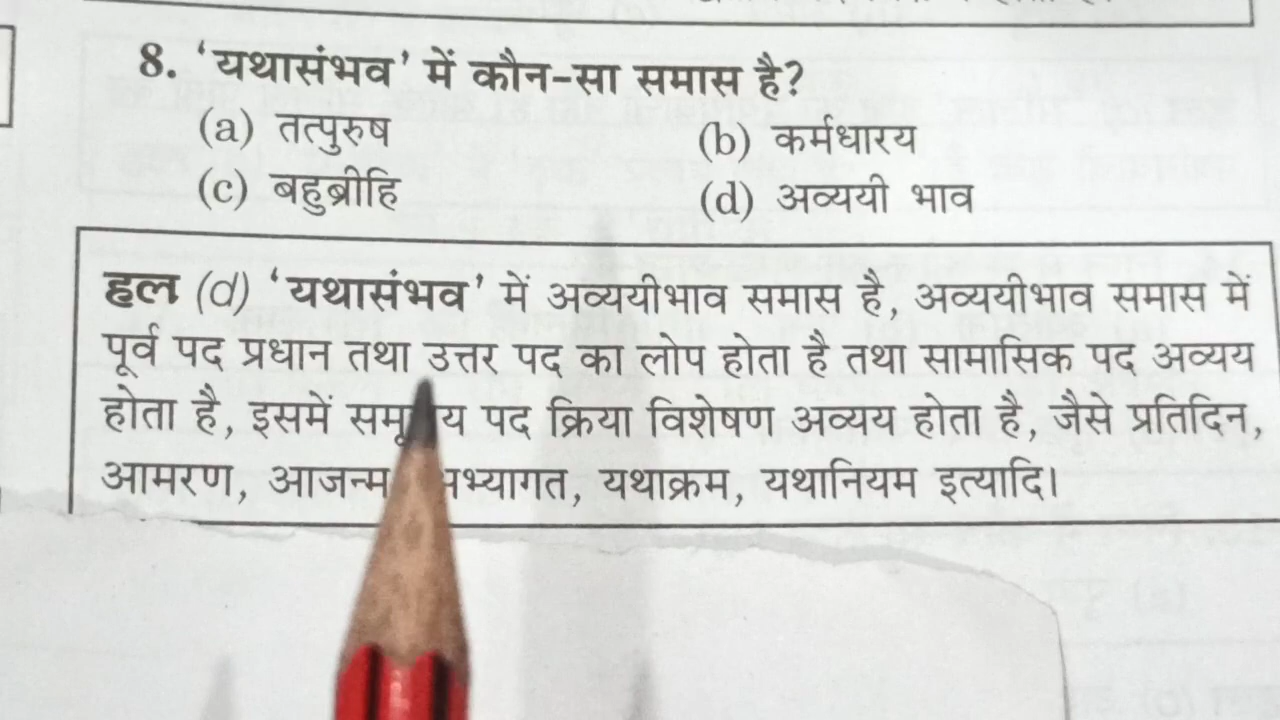 8. 'यथासंभव' में कौन-सा समास है?
(a) तत्पुरुष (b) कर्मधारय
(c) बहुब्रीहि (d) अव्ययी भाव
हल (d) 'यथासंभव' में अव्ययीभाव समास है, अव्ययीभाव समास में
पूर्व पद प्रधान तथा उत्तर पद का लोप होता है तथा सामासिक पद अव्यय
होता है, इसमें पद क्रिया विशेषण अव्यय होता है, जैसे प्रतिदिन,
आमरण, आजन्म यथाक्रम, यथानियम इत्यादि।